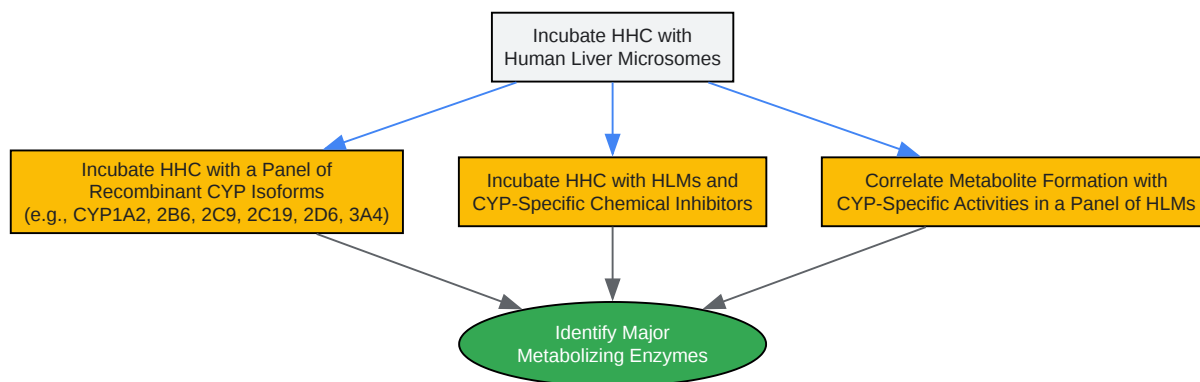 Incubate HHC with
Human Liver Microsomes
Incubate HHC with a Panel of
Recombinant CYP Isoforms
(e.g., CYP1A2, 2B6, 2C9, 2C19, 2D6, 3A4)
Incubate HHC with HLMs and
CYP-Specific Chemical Inhibitors
Correlate Metabolite Formation with
CYP-Specific Activities in a Panel of HLMs
Identify Major
Metabolizing Enzymes